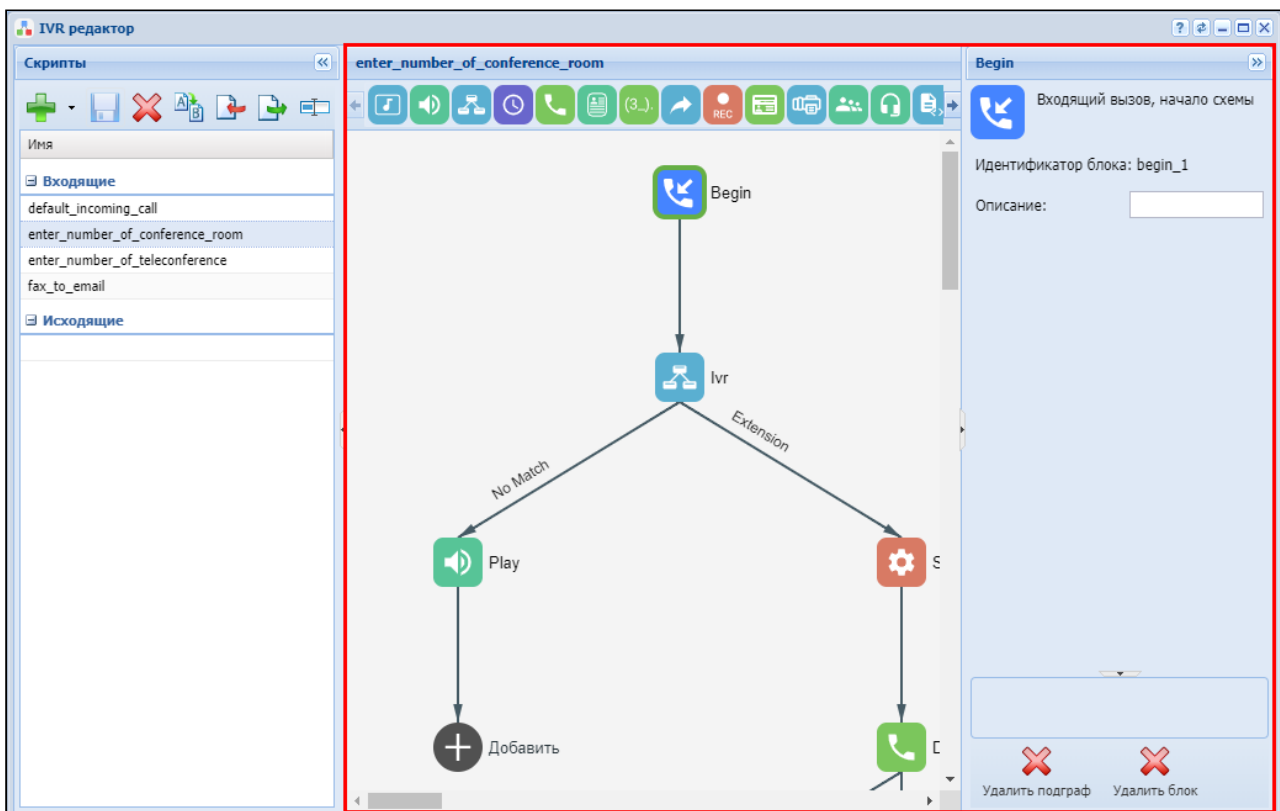 IVR редактор
Скрипты
Имя
Входящие
default_incoming_call
enter_number_of_conference_room
enter_number_of_teleconference
fax_to_email
Исходящие
enter_number_of_conference_room
(3..).
REC
Begin
Ivr
No Match
Extension
Play
S
Добавить
D
Begin
Входящий вызов, начало схемы
Идентификатор блока: begin_1
Описание:
Удалить подграф
Удалить блок